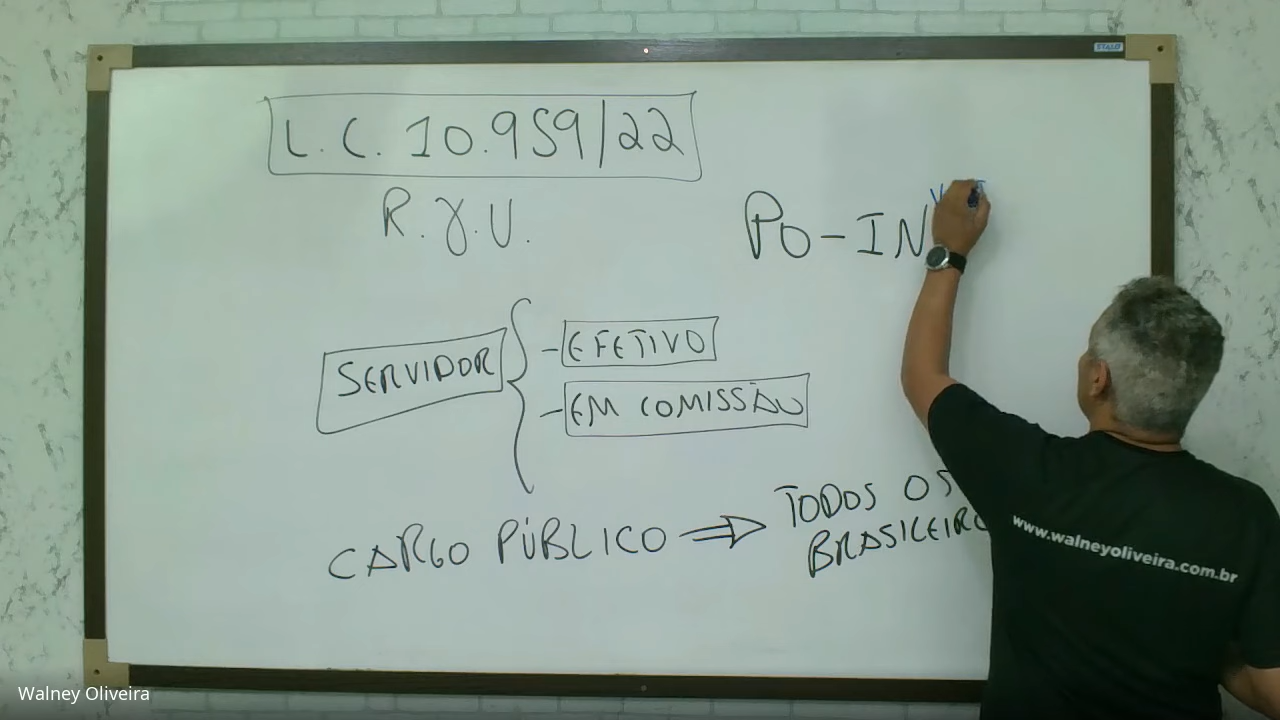 L.C. 10.959/22
R.J.U.
PO-IN
SERVIDOR
- EFETIVO
- EM COMISSÃO
CARGO PÚBLICO ⇒ TODOS OS
BRASILEIRO
www.walneyoliveira.com.br
STALO
Walney Oliveira